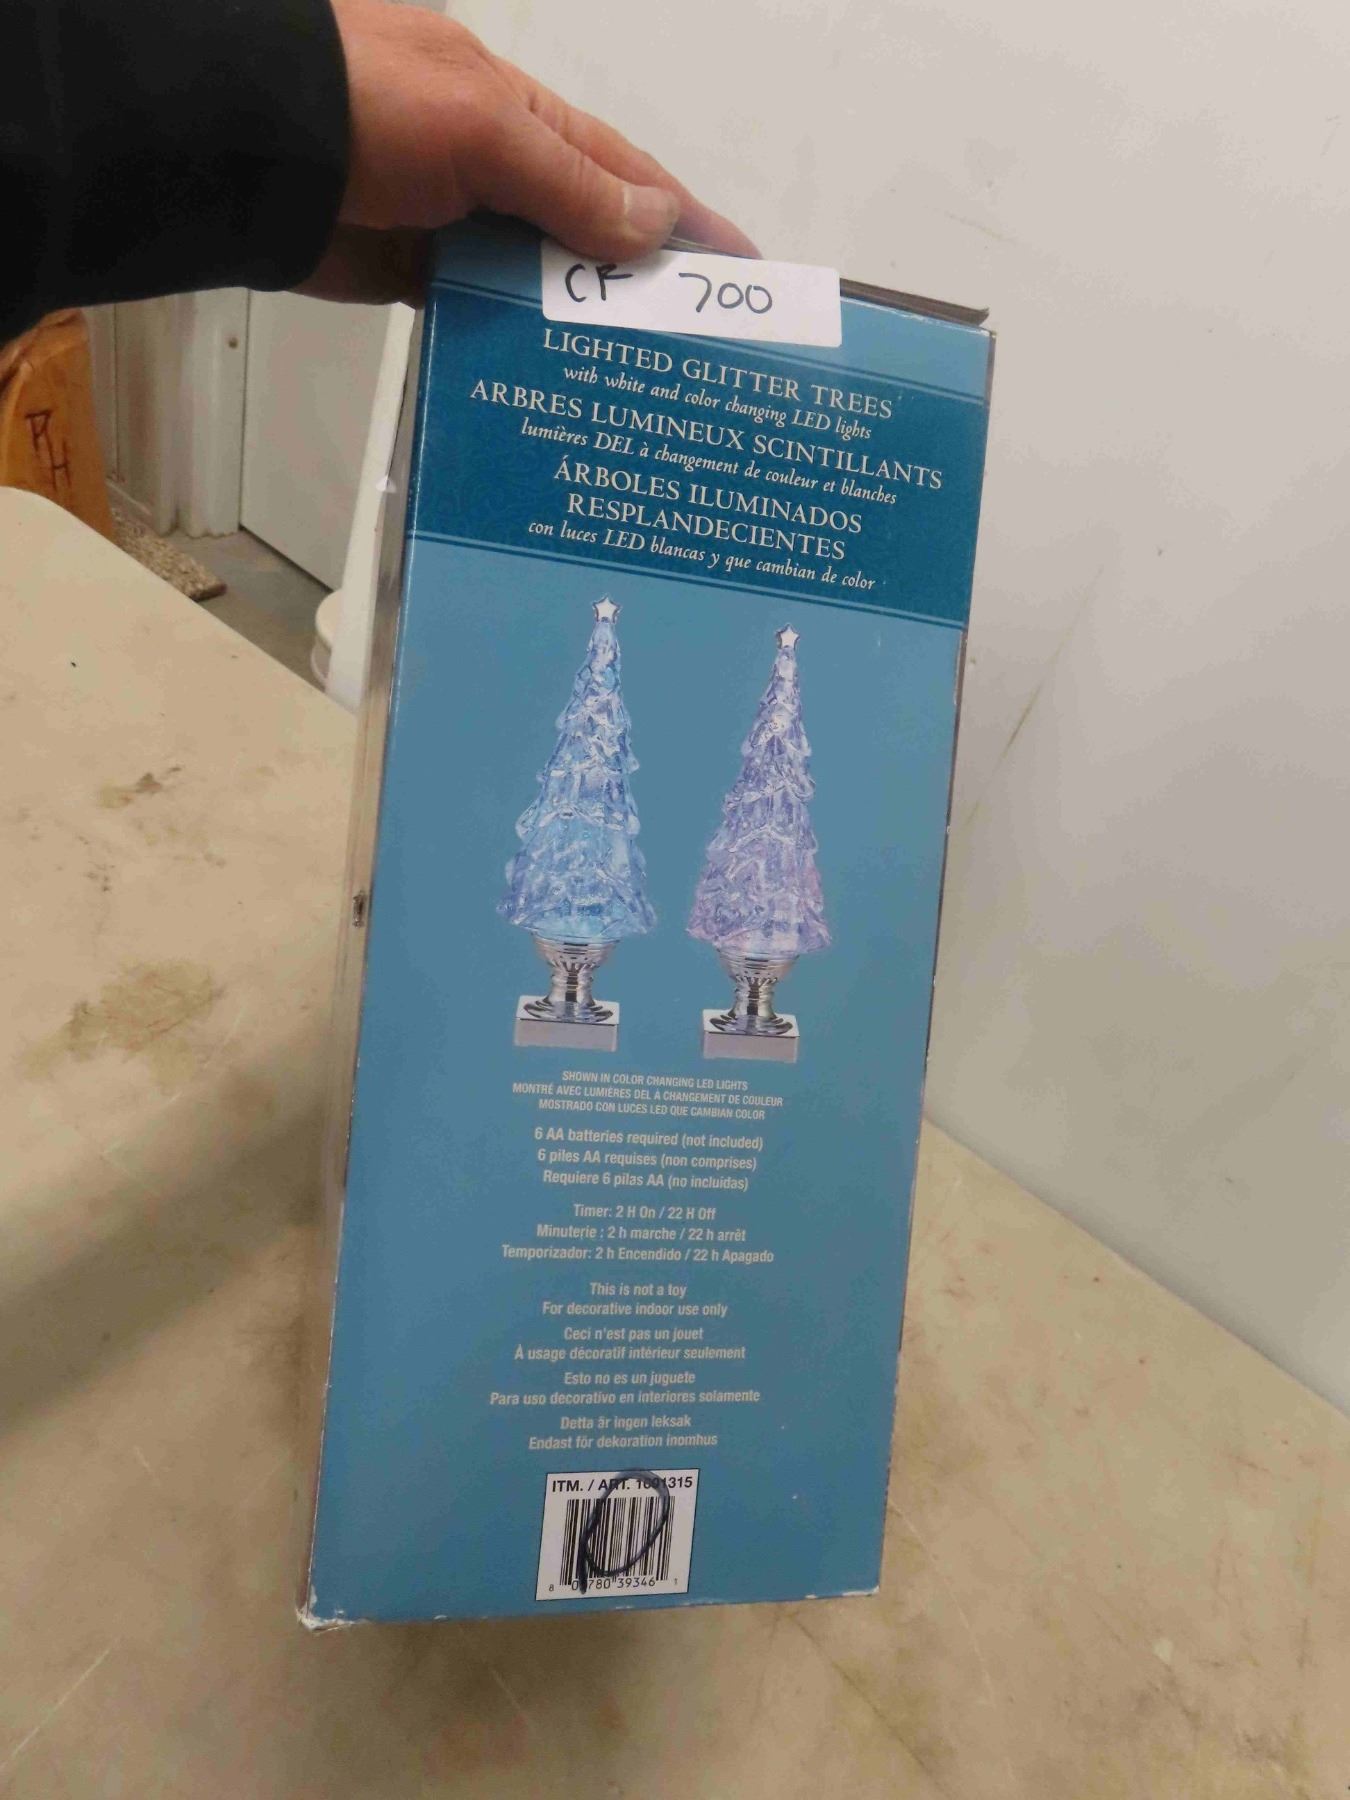 CF 700
LIGHTED GLITTER TREES
with white and color changing LED lights
ARBRES LUMINEUX SCINTILLANTS
lumières DEL à changement de couleur et blanches
ÁRBOLES ILUMINADOS
RESPLANDECIENTES
con luces LED blancas y que cambian de color
SHOWN IN COLOR CHANGING LED LIGHTS
MONTRÉ AVEC LUMIÈRES DEL À CHANGEMENT DE COULEUR
MOSTRADO CON LUCES LED QUE CAMBIAN COLOR
6 AA batteries required (not included)
6 piles AA requises (non comprises)
Requiere 6 pilas AA (no incluidas)
Timer: 2 H On / 22 H Off
Minuterie : 2 h marche / 22 h arrêt
Temporizador: 2 h Encendido / 22 h Apagado
This is not a toy
For decorative indoor use only
Ceci n'est pas un jouet
À usage décoratif intérieur seulement
Esto no es un juguete
Para uso decorativo en interiores solamente
Detta är ingen leksak
Endast för dekoration inomhus
ITM. / ART.
8 39346 1
RH